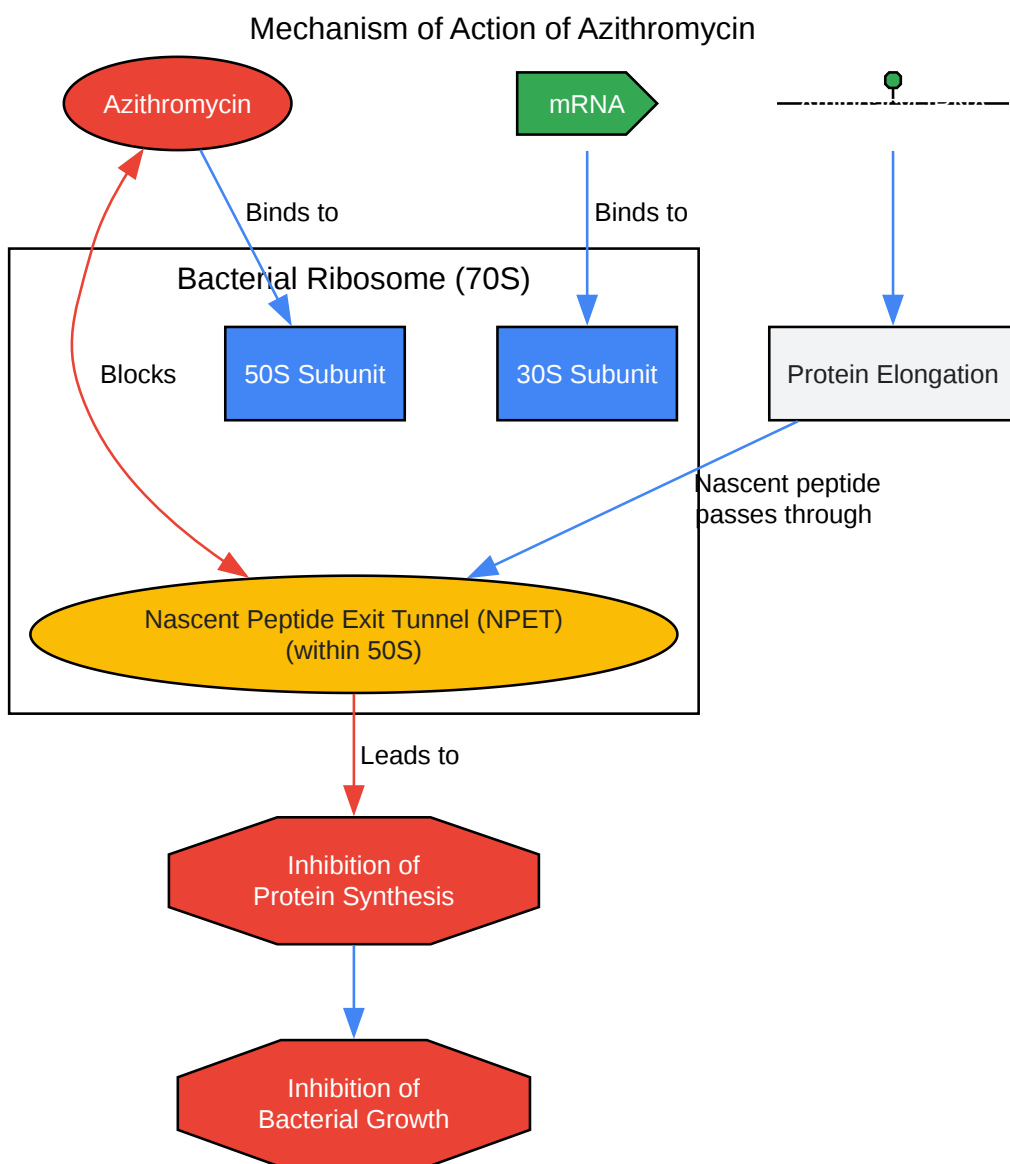 Mechanism of Action of Azithromycin
Azithromycin
mRNA
Binds to
Binds to
Bacterial Ribosome (70S)
Blocks
50S Subunit
30S Subunit
Protein Elongation
Nascent peptide
passes through
Nascent Peptide Exit Tunnel (NPET)
(within 50S)
Leads to
Inhibition of
Protein Synthesis
Inhibition of
Bacterial Growth